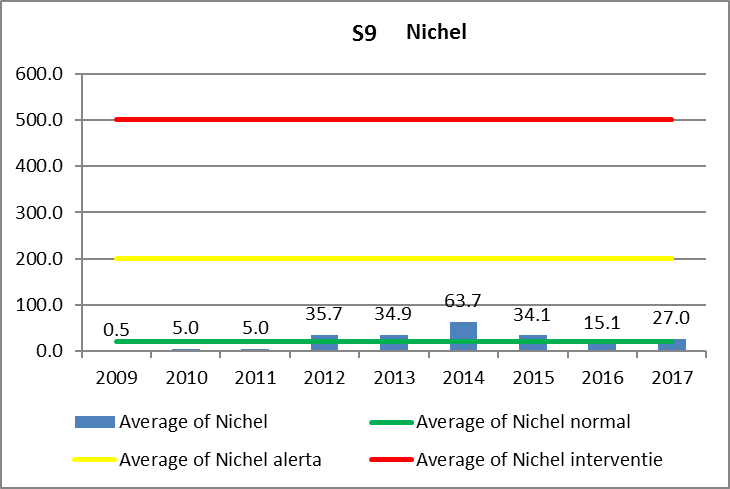 S9 Nichel
600.0
500.0
400.0
300.0
200.0
100.0
0.0
0.5 5.0 5.0 35.7 34.9 63.7 34.1 15.1 27.0
2009 2010 2011 2012 2013 2014 2015 2016 2017
Average of Nichel Average of Nichel normal
Average of Nichel alerta Average of Nichel interventie